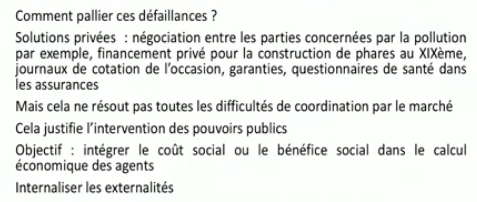 Comment pallier ces défaillances ?
Solutions privées : négociation entre les parties concernées par la pollution
par exemple, financement privé pour la construction de phares au XIXème,
journaux de cotation de l'occasion, garanties, questionnaires de santé dans
les assurances
Mais cela ne résout pas toutes les difficultés de coordination par le marché
Cela justifie l'intervention des pouvoirs publics
Objectif : intégrer le coût social ou le bénéfice social dans le calcul
économique des agents
Internaliser les externalités